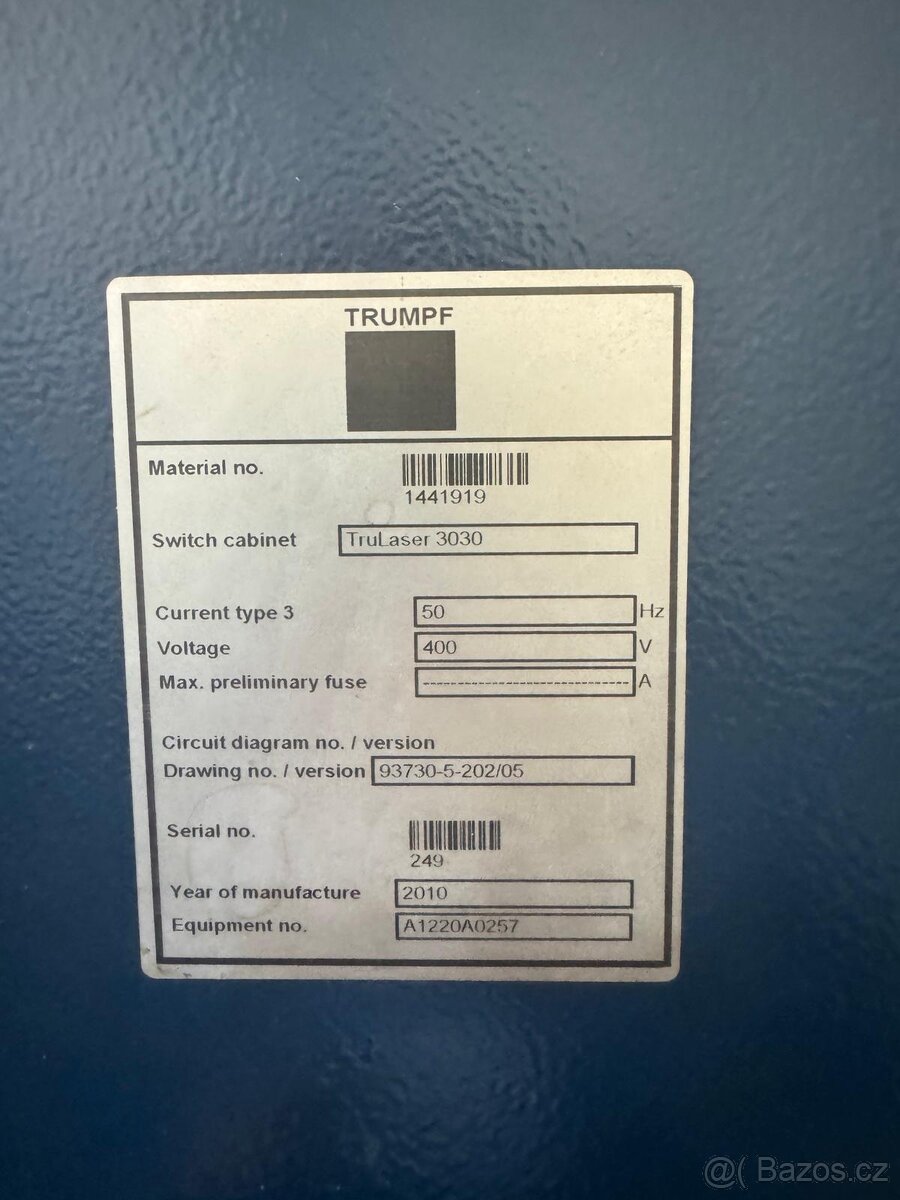 TRUMPF
Material no.
1441919
Switch cabinet TruLaser 3030
Current type 3 50 Hz
Voltage 400 V
Max. preliminary fuse ------------------------------ A
Circuit diagram no. / version
Drawing no. / version 93730-5-202/05
Serial no.
249
Year of manufacture 2010
Equipment no. A1220A0257
@( Bazos.cz